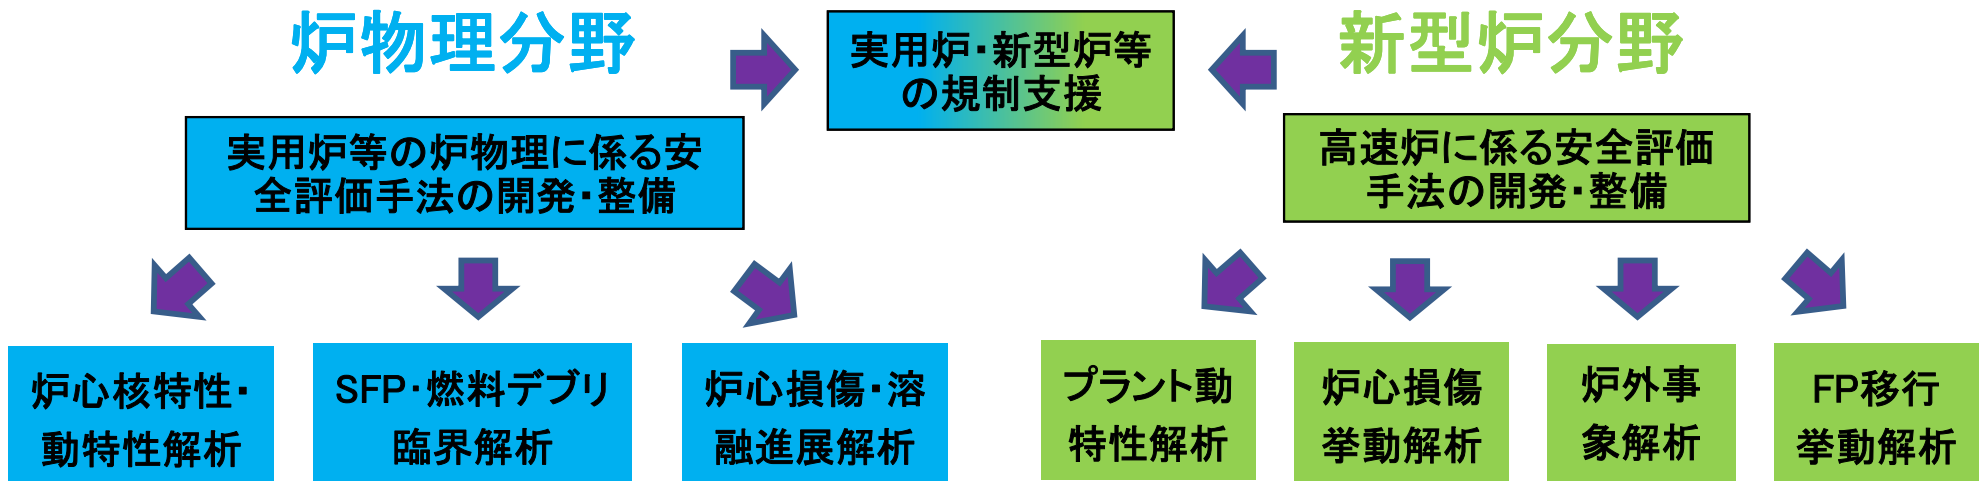 炉物理分野
実用炉・新型炉等
の規制支援
新型炉分野
実用炉等の炉物理に係る安
全評価手法の開発・整備
高速炉に係る安全評価
手法の開発・整備
炉心核特性・
動特性解析
SFP・燃料デブリ
臨界解析
炉心損傷・溶
融進展解析
プラント動
特性解析
炉心損傷
挙動解析
炉外事
象解析
FP移行
挙動解析